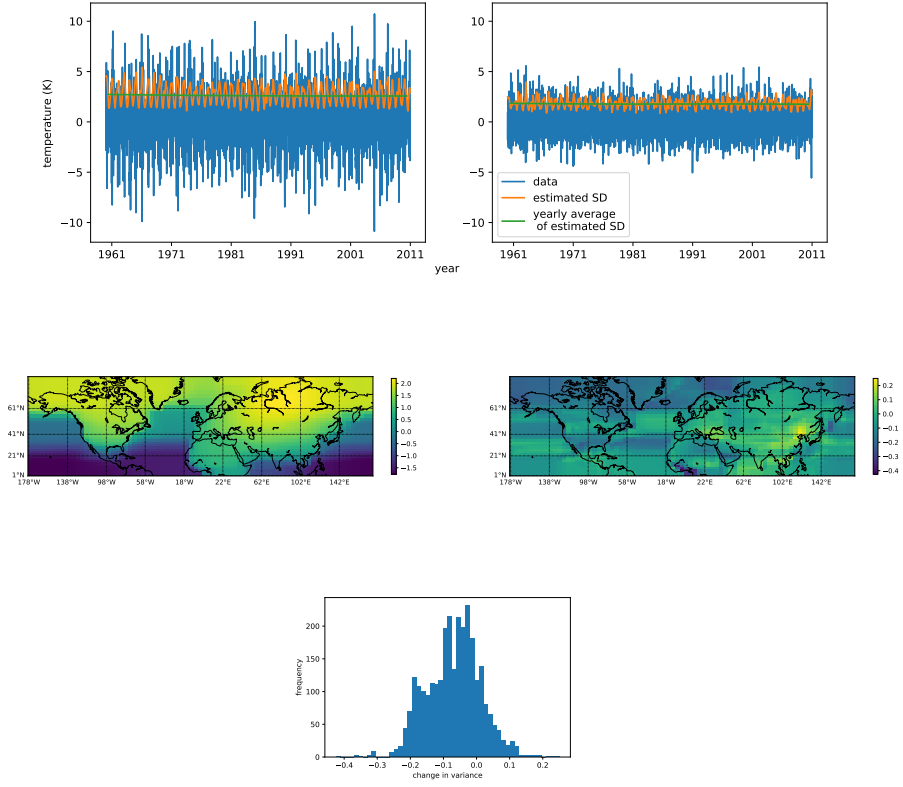 10
5
0
−5
−10
temperature (K)
1961
1971
1981
1991
2001
2011
10
5
0
−5
−10
1961
1971
1981
1991
2001
2011
data
estimated SD
yearly average
of estimated SD
year
61°N
41°N
21°N
1°N
178°W
138°W
98°W
58°W
18°W
22°E
62°E
102°E
142°E
2.0
1.5
1.0
0.5
0.0
−0.5
−1.0
−1.5
61°N
41°N
21°N
1°N
178°W
138°W
98°W
58°W
18°W
22°E
62°E
102°E
142°E
0.2
0.1
0.0
−0.1
−0.2
−0.3
−0.4
200
150
100
50
0
frequency
−0.4
−0.3
−0.2
−0.1
0.0
0.1
0.2
change in variance